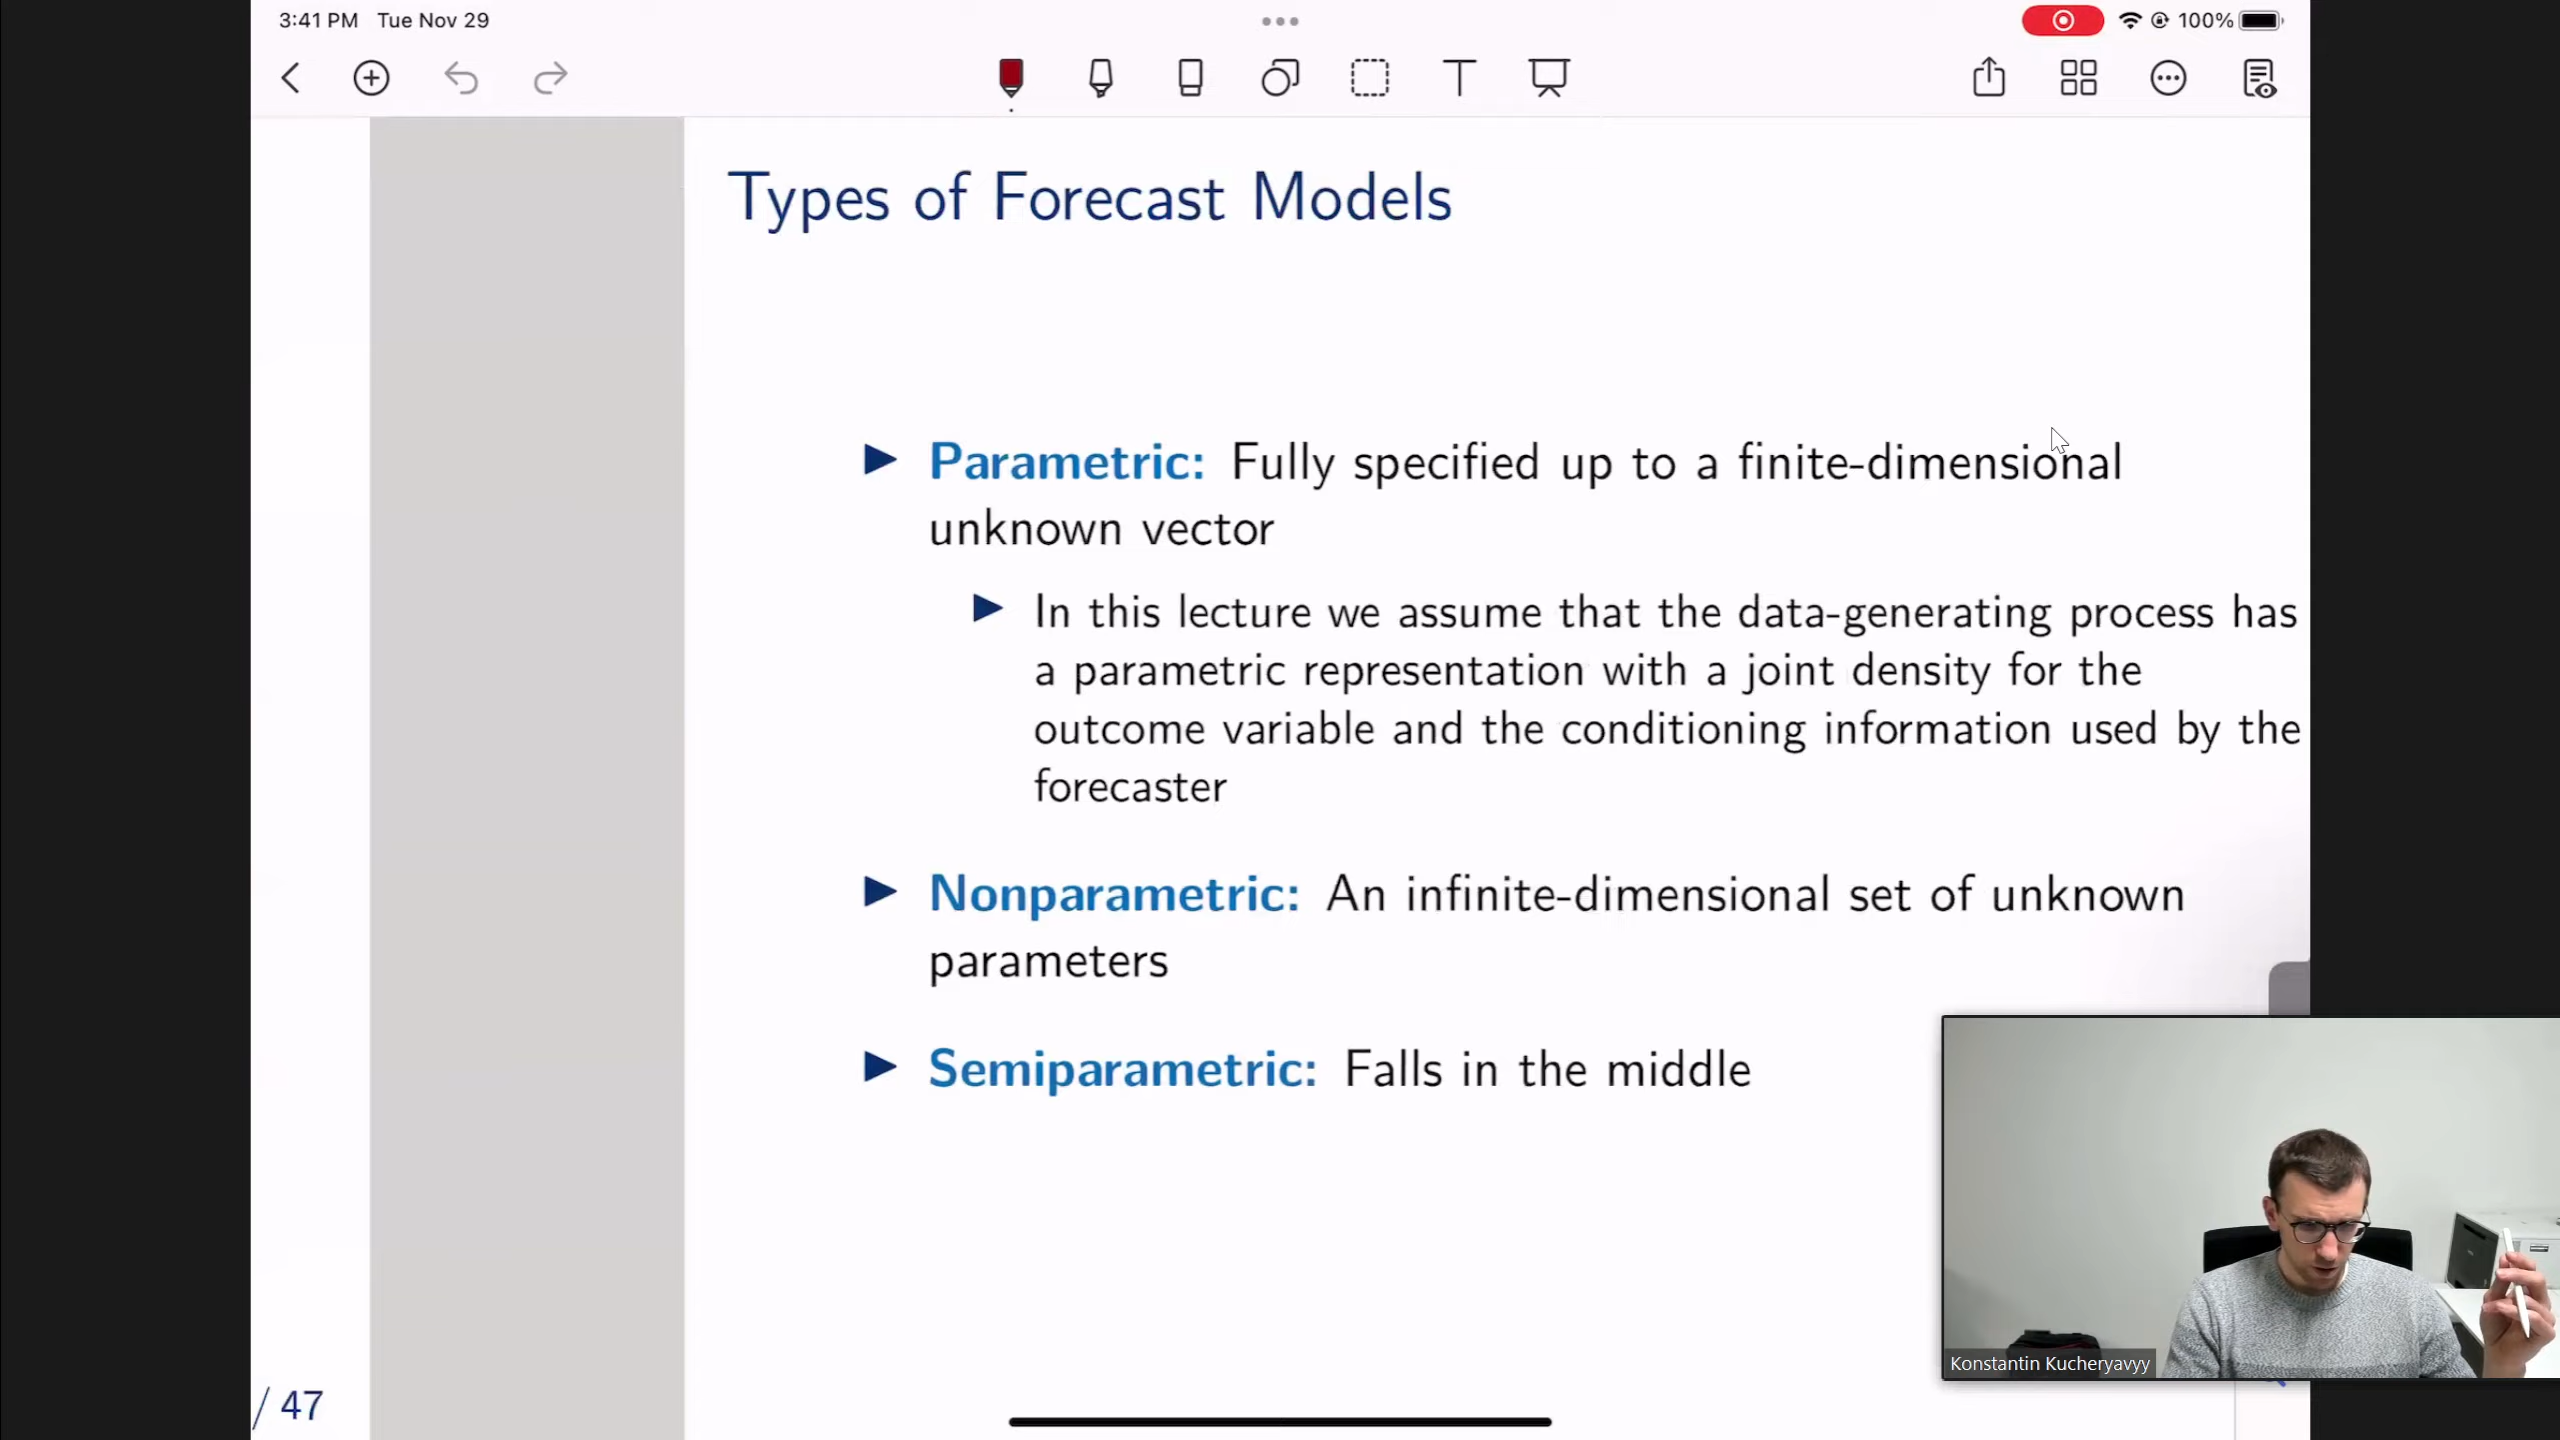 3:41 PM Tue Nov 29
100%
Types of Forecast Models
Parametric: Fully specified up to a finite-dimensional
unknown vector
In this lecture we assume that the data-generating process has
a parametric representation with a joint density for the
outcome variable and the conditioning information used by the
forecaster
Nonparametric: An infinite-dimensional set of unknown
parameters
Semiparametric: Falls in the middle
Konstantin Kucheryavyy
/ 47